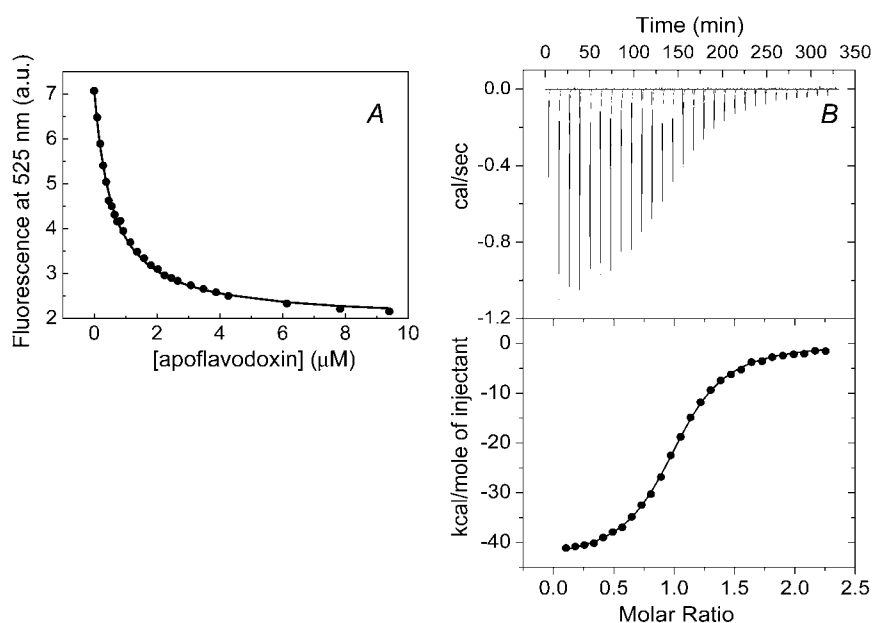 A
Fluorescence at 525 nm (a.u.)
7
6
5
4
3
2
0 2 4 6 8 10
[apoflavodoxin] (μM)
Time (min)
0 50 100 150 200 250 300 350
B
cal/sec
0.0
-0.4
-0.8
-1.2
kcal/mole of injectant
0
-10
-20
-30
-40
0.0 0.5 1.0 1.5 2.0 2.5
Molar Ratio